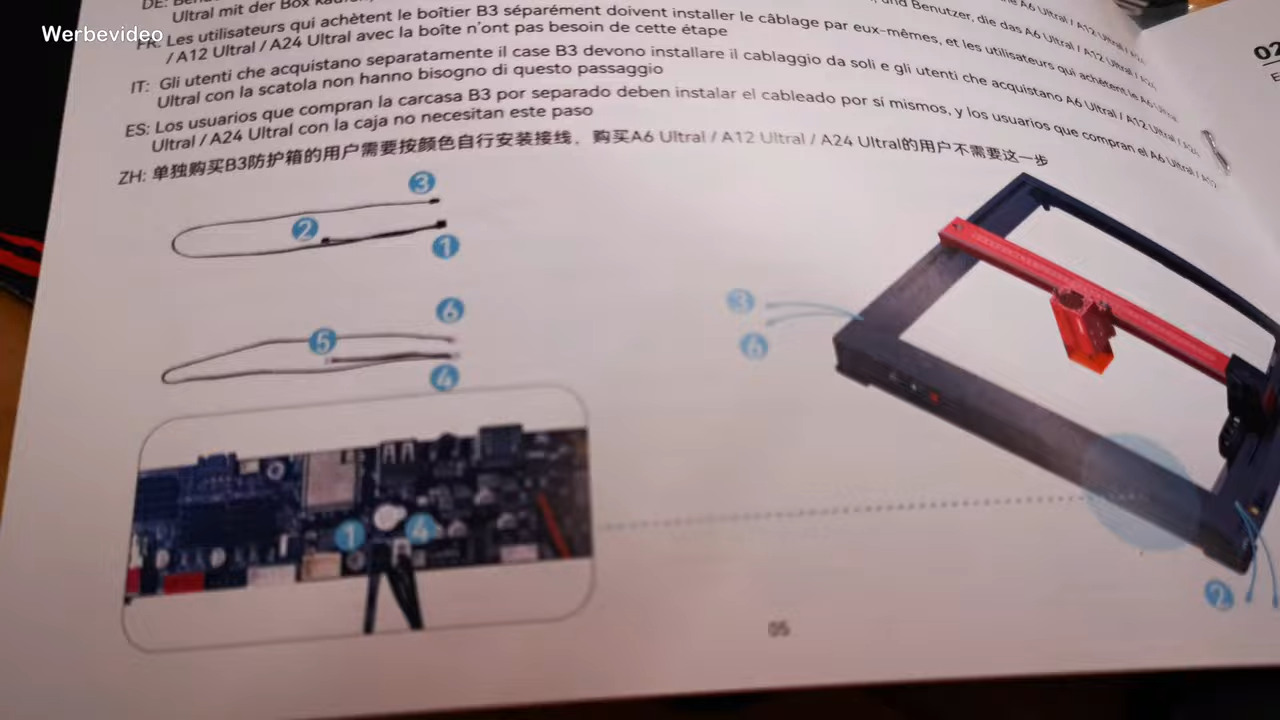 Werbevideo
DE:
Ultral mit der Box
und Benutzer, die das A6 Ultral / A12 Ultral /
FR: Les utilisateurs qui achètent le boîtier B3 séparément doivent installer le câblage par eux-mêmes, et les utilisateurs qui achètent le A6 Ultral
/ A12 Ultral / A24 Ultral avec la boîte n'ont pas besoin de cette étape
IT: Gli utenti che acquistano separatamente il case B3 devono installare il cablaggio da soli e gli utenti che acquistano A6 Ultral / A12 Ultral / A24
Ultral con la scatola non hanno bisogno di questo passaggio
ES: Los usuarios que compran la carcasa B3 por separado deben instalar el cableado por sí mismos, y los usuarios que compran el A6 Ultral / A12
Ultral / A24 Ultral con la caja no necesitan este paso
ZH: 单独购买B3防护箱的用户需要按颜色自行安装接线，购买A6 Ultral / A12 Ultral / A24 Ultral的用户不需要这一步
3
2
1
6
5
4
3
6
1
4
2
05
02